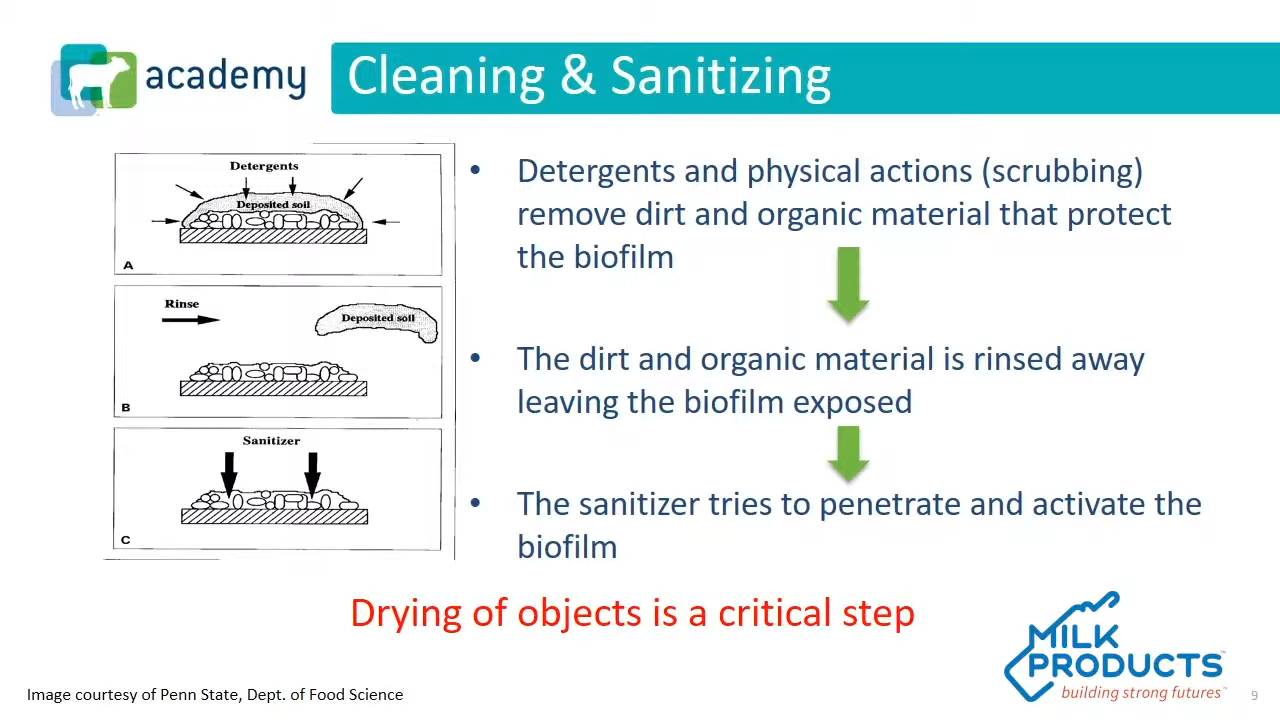 academy
Cleaning & Sanitizing
Detergents
Deposited soil
A
Rinse
Deposited soil
B
Sanitizer
C
• Detergents and physical actions (scrubbing)
remove dirt and organic material that protect
the biofilm
• The dirt and organic material is rinsed away
leaving the biofilm exposed
• The sanitizer tries to penetrate and activate the
biofilm
Drying of objects is a critical step
MILK
PRODUCTS™
building strong futures™
Image courtesy of Penn State, Dept. of Food Science
9